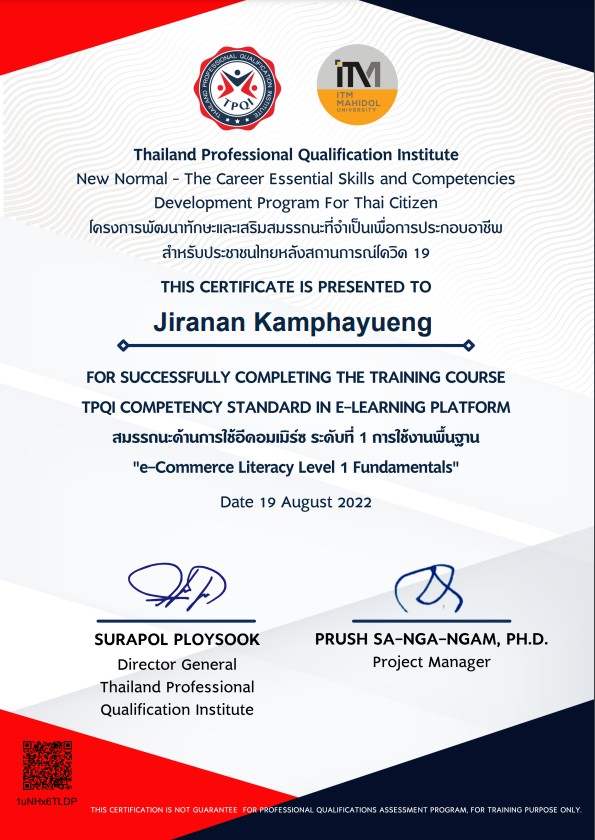 THAILAND PROFESSIONAL QUALIFICATION INSTITUTE
TPQI
ITM
ITM
MAHIDOL
UNIVERSITY
Thailand Professional Qualification Institute
New Normal - The Career Essential Skills and Competencies
Development Program For Thai Citizen
โครงการพัฒนาทักษะและเสริมสมรรถนะที่จำเป็นเพื่อการประกอบอาชีพ
สำหรับประชาชนไทยหลังสถานการณ์โควิด 19
THIS CERTIFICATE IS PRESENTED TO
Jiranan Kamphayueng
FOR SUCCESSFULLY COMPLETING THE TRAINING COURSE
TPQI COMPETENCY STANDARD IN E-LEARNING PLATFORM
สมรรถนะด้านการใช้อีคอมเมิร์ซ ระดับที่ 1 การใช้งานพื้นฐาน
"e-Commerce Literacy Level 1 Fundamentals"
Date 19 August 2022
SURAPOL PLOYSOOK
Director General
Thailand Professional
Qualification Institute
PRUSH SA-NGA-NGAM, PH.D.
Project Manager
1uNHx6TLDP
THIS CERTIFICATION IS NOT GUARANTEE FOR PROFESSIONAL QUALIFICATIONS ASSESSMENT PROGRAM, FOR TRAINING PURPOSE ONLY.